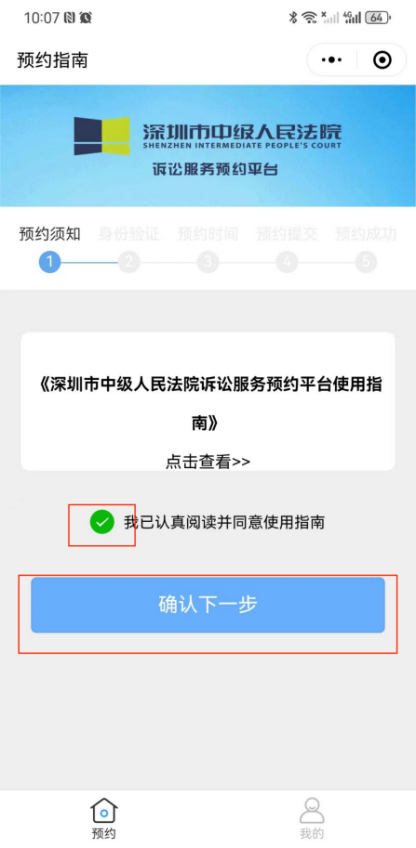 10:07
4G 64
预约指南
深圳市中级人民法院
SHENZHEN INTERMEDIATE PEOPLE'S COURT
诉讼服务预约平台
预约须知 身份验证 预约时间 预约提交 预约成功
1 2 3 4 5
《深圳市中级人民法院诉讼服务预约平台使用指
南》
点击查看>>
我已认真阅读并同意使用指南
确认下一步
预约 我的